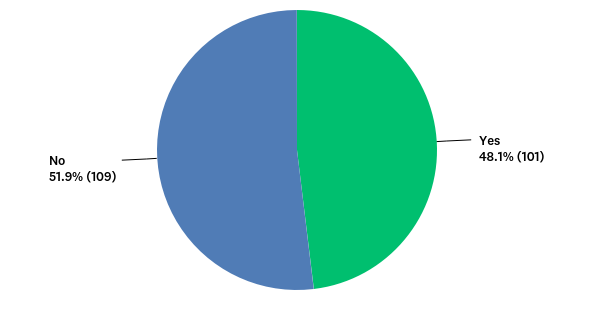 Yes
48.1% (101)
No
51.9% (109)